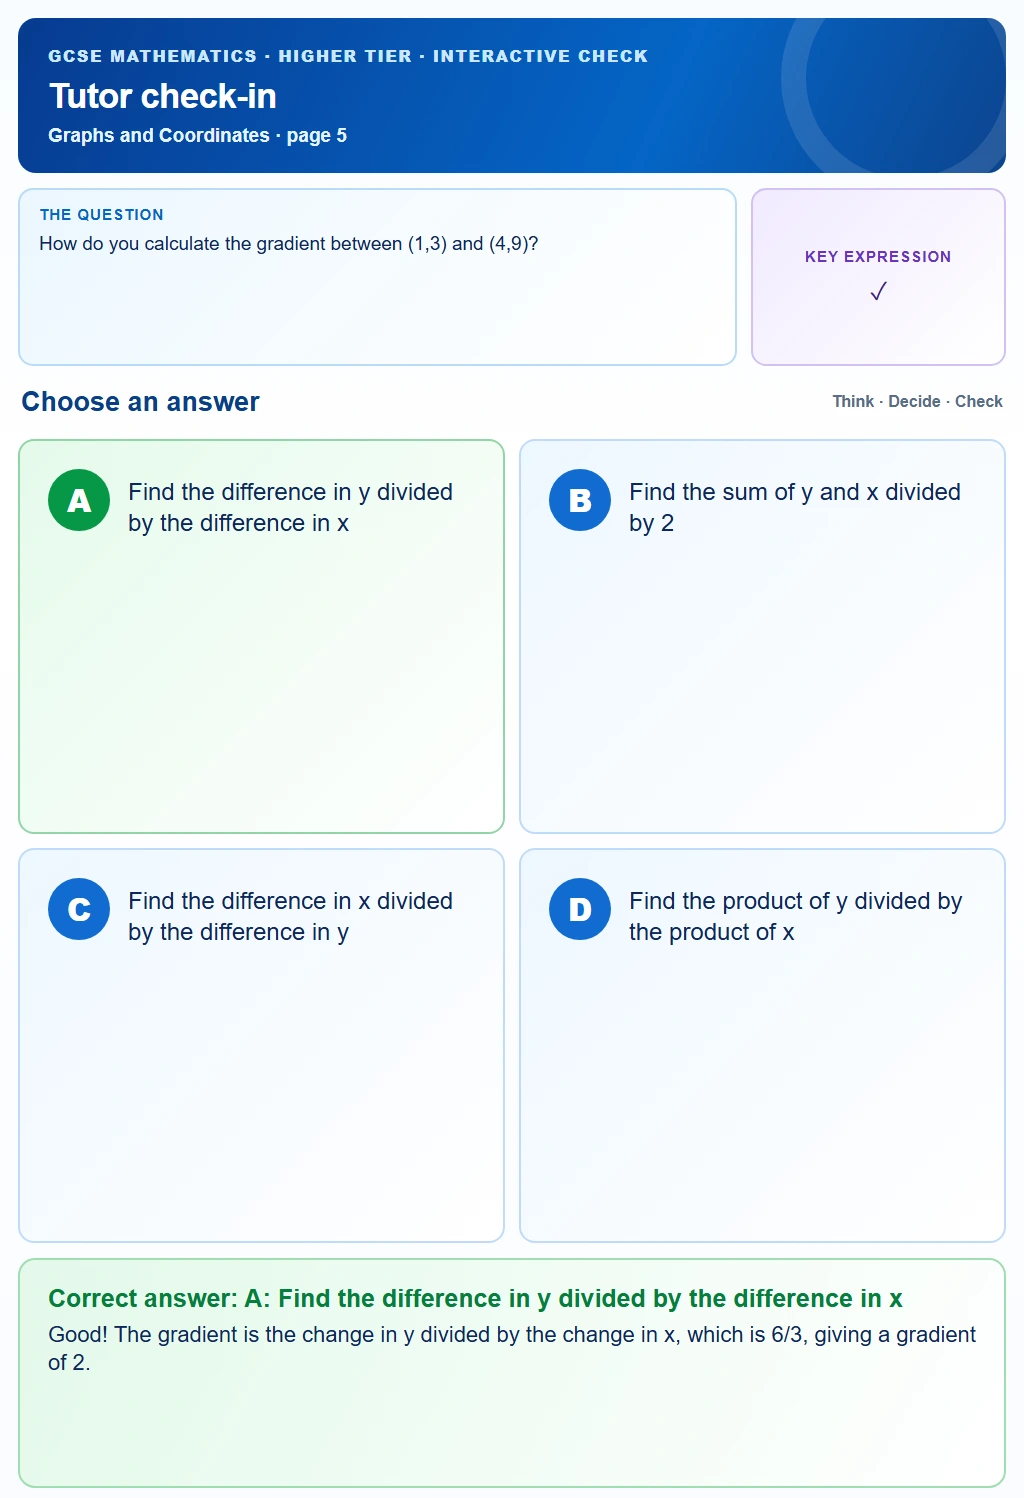 GCSE MATHEMATICS · HIGHER TIER · INTERACTIVE CHECK
Tutor check-in
Graphs and Coordinates · page 5
THE QUESTION
How do you calculate the gradient between (1,3) and (4,9)?
KEY EXPRESSION
✓
Choose an answer
Think · Decide · Check
A
Find the difference in y divided
by the difference in x
B
Find the sum of y and x divided
by 2
C
Find the difference in x divided
by the difference in y
D
Find the product of y divided by
the product of x
Correct answer: A: Find the difference in y divided by the difference in x
Good! The gradient is the change in y divided by the change in x, which is 6/3, giving a gradient
of 2.